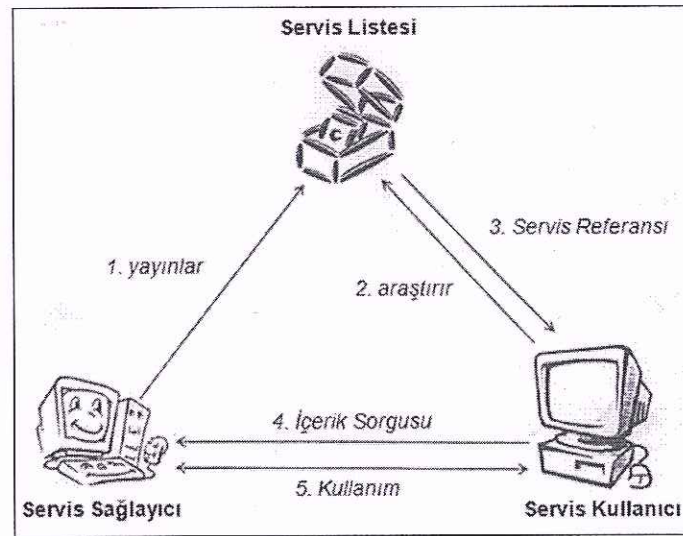 Servis Listesi
C
3. Servis Referansı
1. yayınlar
2. araştırır
4. İçerik Sorgusu
5. Kullanım
Servis Sağlayıcı
Servis Kullanıcı